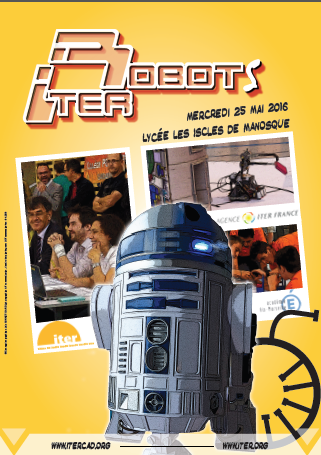 ROBOTS
iTER
MERCREDI 25 MAI 2016
LYCÉE LES ISCLES DE MANOSQUE
AGENCE ITER FRANCE
iter
WWW.ITERCAD.ORG
WWW.ITER.ORG